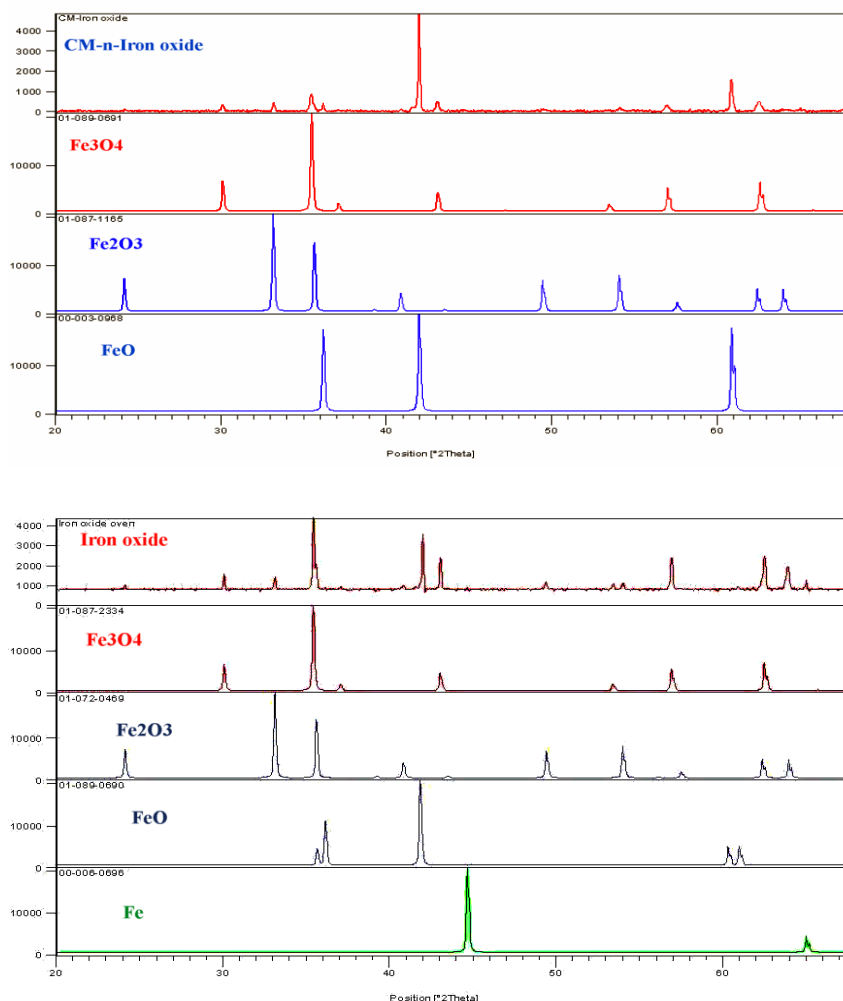 CM-Iron oxide
CM-n-Iron oxide
4000
3000
2000
1000
0
01-089-0691
Fe3O4
10000
0
01-087-1165
Fe2O3
10000
0
00-003-0968
FeO
10000
0
20 30 40 50 60
Position [°2Theta]
Iron oxide oven
Iron oxide
4000
3000
2000
1000
0
01-087-2334
Fe3O4
10000
0
01-072-0469
Fe2O3
10000
0
01-089-0690
FeO
10000
0
00-006-0696
Fe
10000
0
20 30 40 50 60
Position [°2Theta]